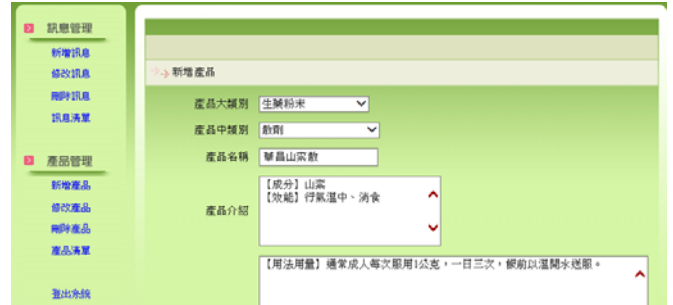 訊息管理
新增訊息
修改訊息
刪除訊息
訊息清單
產品管理
新增產品
修改產品
刪除產品
產品清單
登出系統
新增產品
產品大類別 生藥粉末
產品中類別 散劑
產品名稱 華昌山柰散
產品介紹
【成分】山柰
【效能】行氣溫中、消食
【用法用量】通常成人每次服用1公克，一日三次，飯前以溫開水送服。